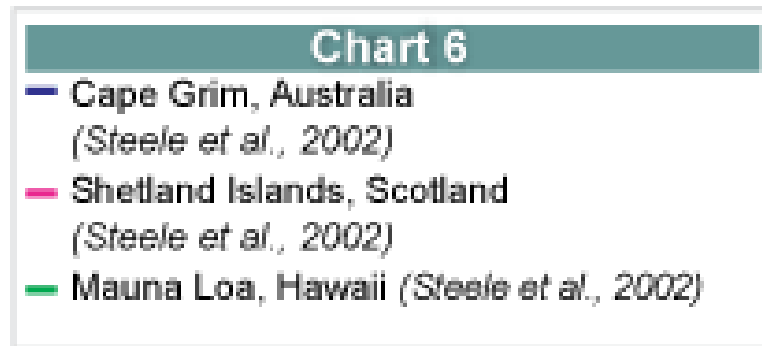 Chart 6
Cape Grim, Australia
(Steele et al., 2002)
Shetland Islands, Scotland
(Steele et al., 2002)
Mauna Loa, Hawaii (Steele et al., 2002)